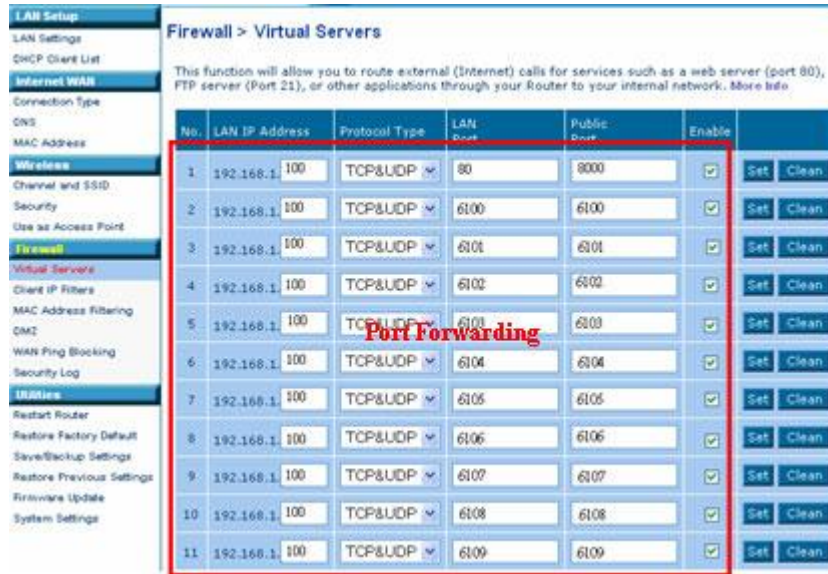 LAN Setup
LAN Settings
DHCP Client List
Internet WAN
Connection Type
DNS
MAC Address
Wireless
Channel and SSID
Security
Use as Access Point
Firewall
Virtual Servers
Client IP Filters
MAC Address Filtering
DMZ
WAN Ping Blocking
Security Log
Utilities
Restart Router
Restore Factory Default
Save/Backup Settings
Restore Previous Settings
Firmware Update
System Settings
Firewall > Virtual Servers
This function will allow you to route external (Internet) calls for services such as a web server (port 80),
FTP server (Port 21), or other applications through your Router to your internal network. More Info
No. LAN IP Address Protocol Type LAN Port Public Port Enable
1 192.168.1. 100 TCP&UDP 80 8000 Set Clean
2 192.168.1. 100 TCP&UDP 6100 6100 Set Clean
3 192.168.1. 100 TCP&UDP 6101 6101 Set Clean
4 192.168.1. 100 TCP&UDP 6102 6102 Set Clean
5 192.168.1. 100 TCP&UDP 6103 6103 Set Clean
Port Forwarding
6 192.168.1. 100 TCP&UDP 6104 6104 Set Clean
7 192.168.1. 100 TCP&UDP 6105 6105 Set Clean
8 192.168.1. 100 TCP&UDP 6106 6106 Set Clean
9 192.168.1. 100 TCP&UDP 6107 6107 Set Clean
10 192.168.1. 100 TCP&UDP 6108 6108 Set Clean
11 192.168.1. 100 TCP&UDP 6109 6109 Set Clean